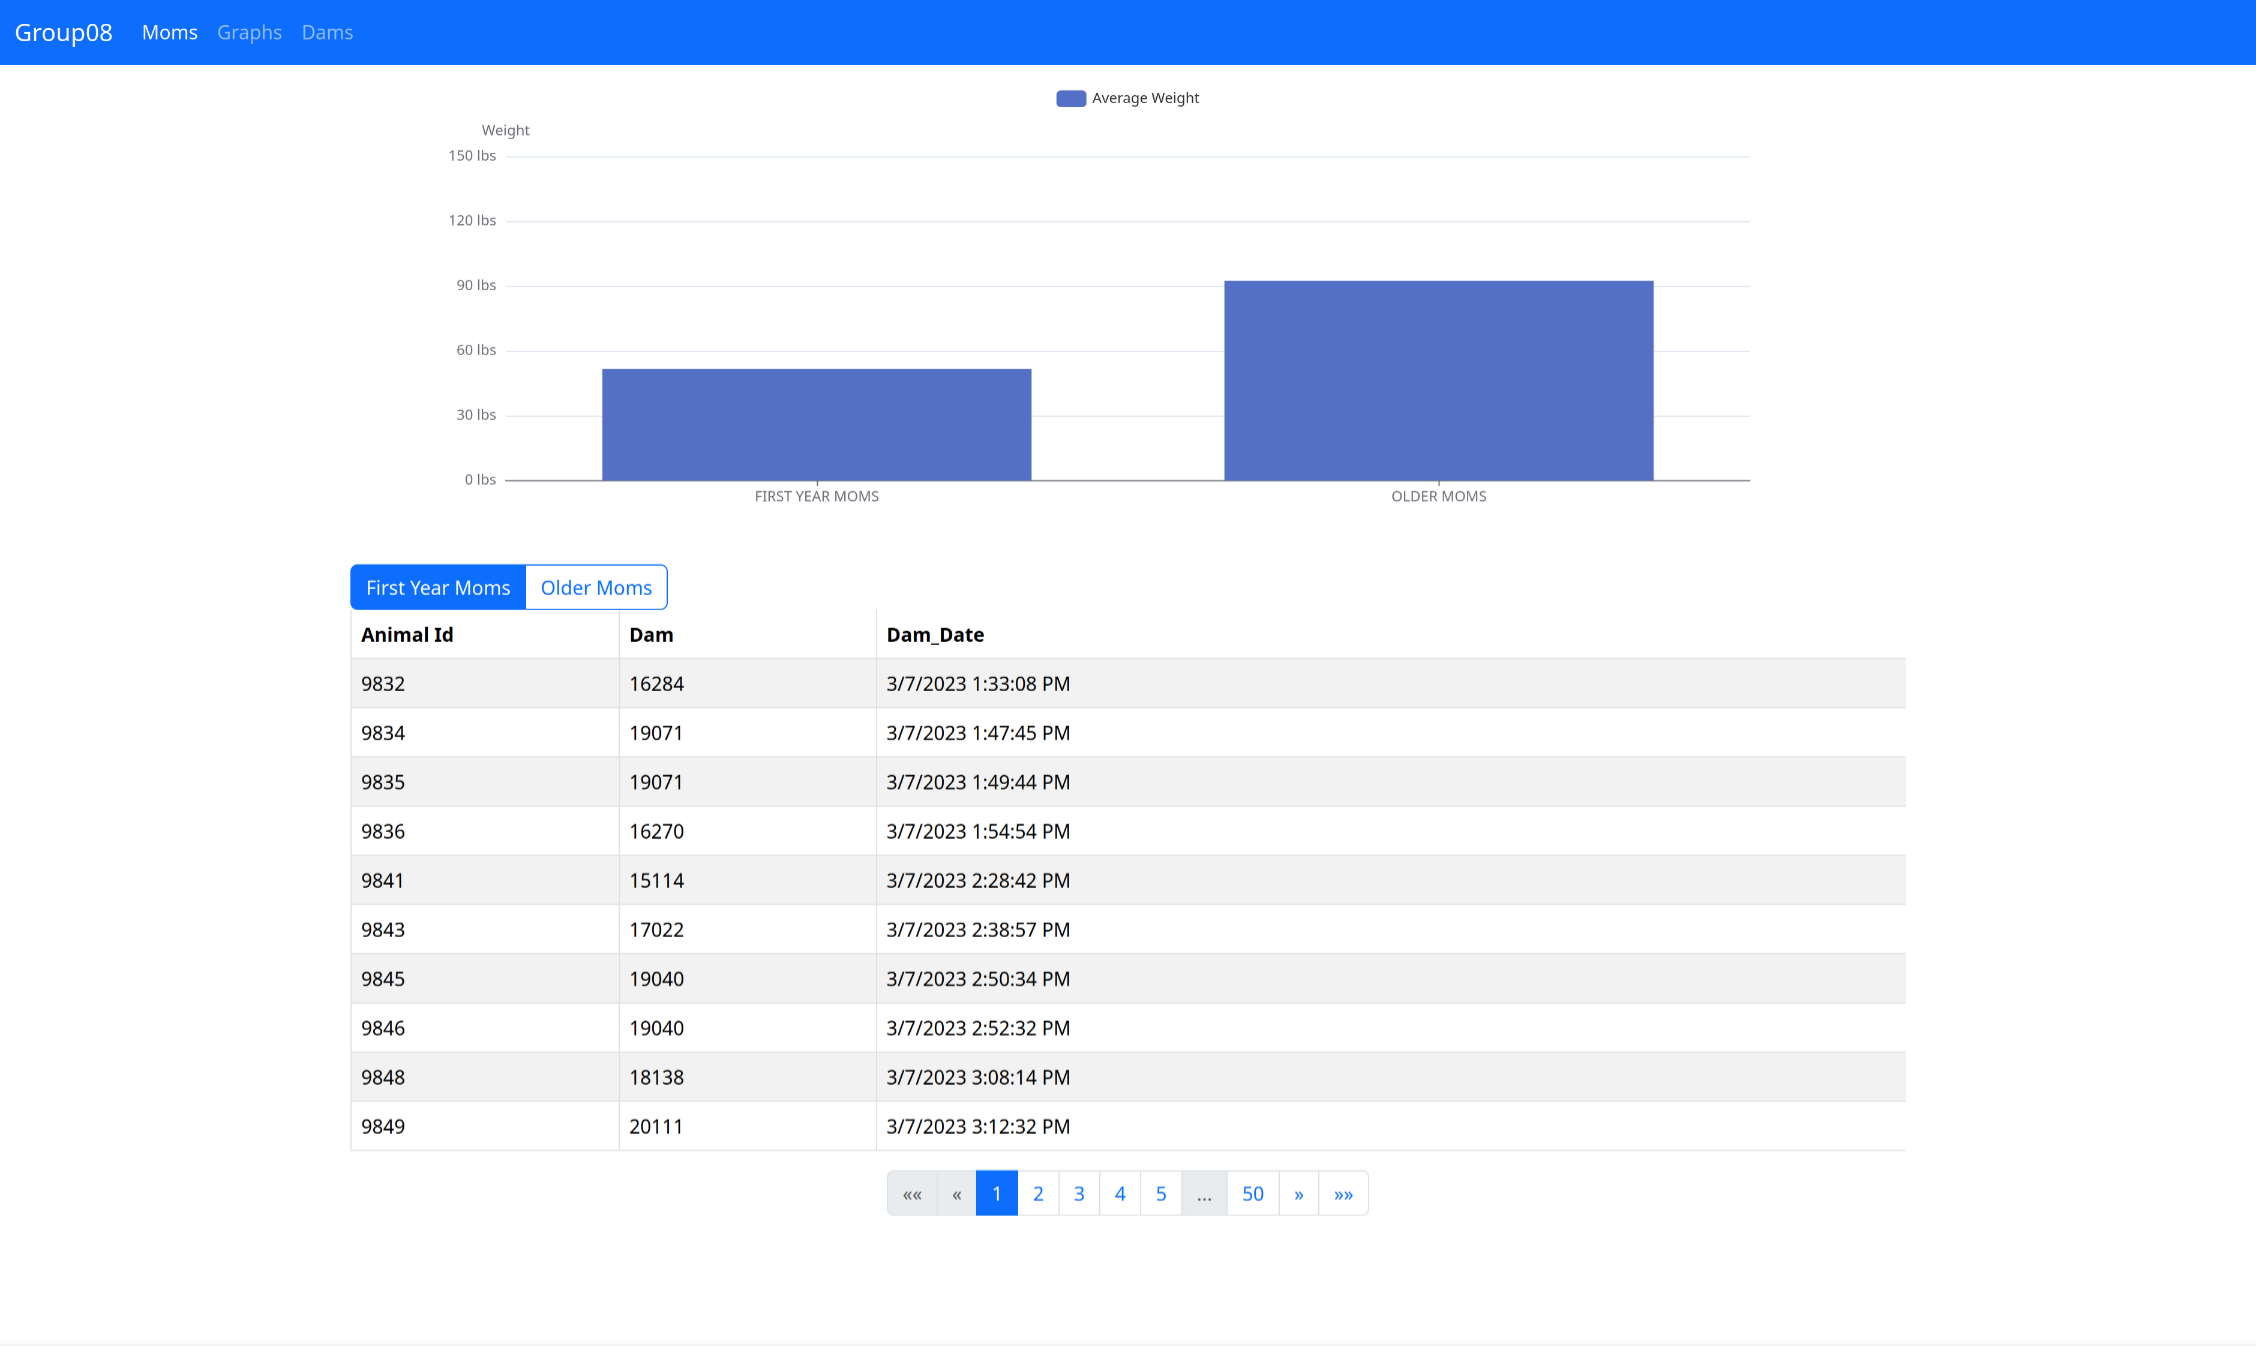 Group08 Moms Graphs Dams
Average Weight
Weight
150 lbs
120 lbs
90 lbs
60 lbs
30 lbs
0 lbs
FIRST YEAR MOMS OLDER MOMS
First Year Moms Older Moms
Animal Id Dam Dam_Date
9832 16284 3/7/2023 1:33:08 PM
9834 19071 3/7/2023 1:47:45 PM
9835 19071 3/7/2023 1:49:44 PM
9836 16270 3/7/2023 1:54:54 PM
9841 15114 3/7/2023 2:28:42 PM
9843 17022 3/7/2023 2:38:57 PM
9845 19040 3/7/2023 2:50:34 PM
9846 19040 3/7/2023 2:52:32 PM
9848 18138 3/7/2023 3:08:14 PM
9849 20111 3/7/2023 3:12:32 PM
«« « 1 2 3 4 5 ... 50 » »»